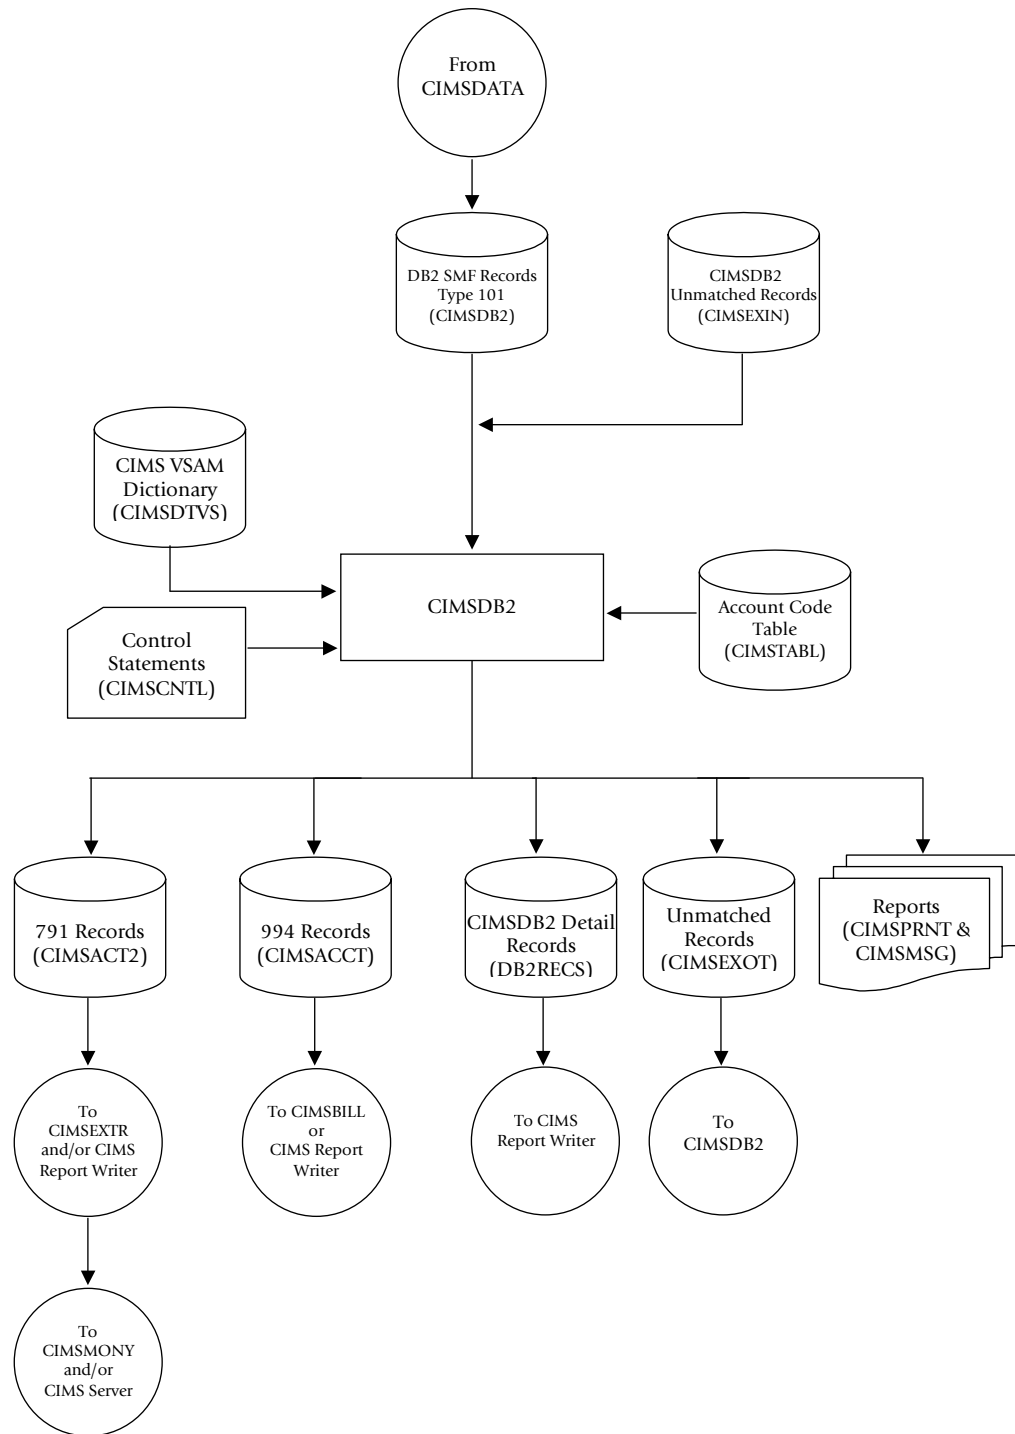 From
CIMSDATA
DB2 SMF Records
Type 101
(CIMSDB2)
CIMSDB2
Unmatched Records
(CIMSEXIN)
CIMS VSAM
Dictionary
(CIMSDTVS)
CIMSDB2
Account Code
Table
(CIMSTABL)
Control
Statements
(CIMSCNTL)
791 Records
(CIMSACT2)
994 Records
(CIMSACCT)
CIMSDB2 Detail
Records
(DB2RECS)
Unmatched
Records
(CIMSEXOT)
Reports
(CIMSPRNT &
CIMSMSG)
To
CIMSEXTR
and/or CIMS
Report Writer
To CIMSBILL
or
CIMS Report
Writer
To CIMS
Report Writer
To
CIMSDB2
To
CIMSMONY
and/or
CIMS Server